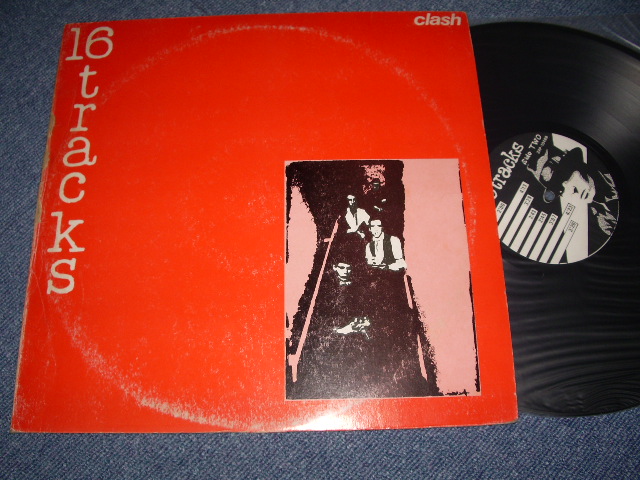 16 tracks
clash
tracks
side TWO